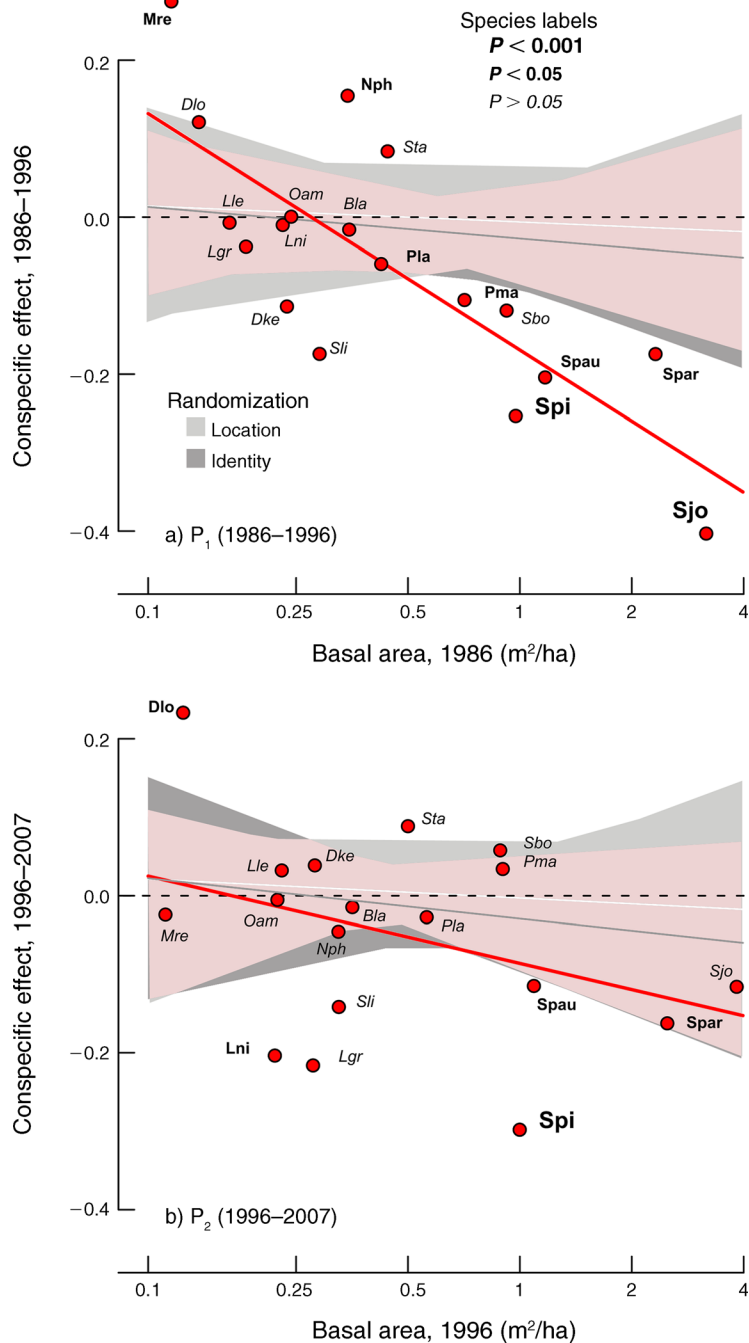 Mre
Species labels
P < 0.001
P < 0.05
P > 0.05
0.2
Nph
Dlo
Sta
Conspecific effect, 1986–1996
Lle
Oam
Bla
0.0
Lgr
Lni
Pla
Pma
Dke
Sbo
Sli
Spau
Spar
−0.2
Randomization
Spi
Location
Identity
Sjo
−0.4
a) P1 (1986–1996)
0.1 0.25 0.5 1 2 4
Basal area, 1986 (m²/ha)
Dlo
0.2
Sta
Sbo
Dke
Lle
Pma
Conspecific effect, 1996–2007
0.0
Oam
Bla
Mre
Nph
Pla
Sjo
Sli
Spau
Spar
−0.2
Lni
Lgr
Spi
−0.4
b) P2 (1996–2007)
0.1 0.25 0.5 1 2 4
Basal area, 1996 (m²/ha)